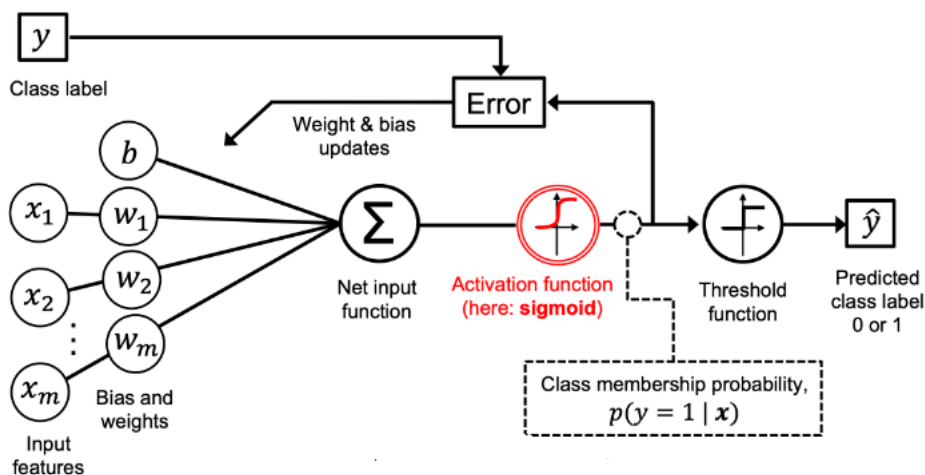 y
Class label
Error
Weight & bias
updates
b
x₁
w₁
x₂
w₂
⋮
xₘ
wₘ
Input
features
Bias and
weights
Σ
Net input
function
Activation function
(here: sigmoid)
Threshold
function
ŷ
Predicted
class label
0 or 1
Class membership probability,
p(y = 1 | x)